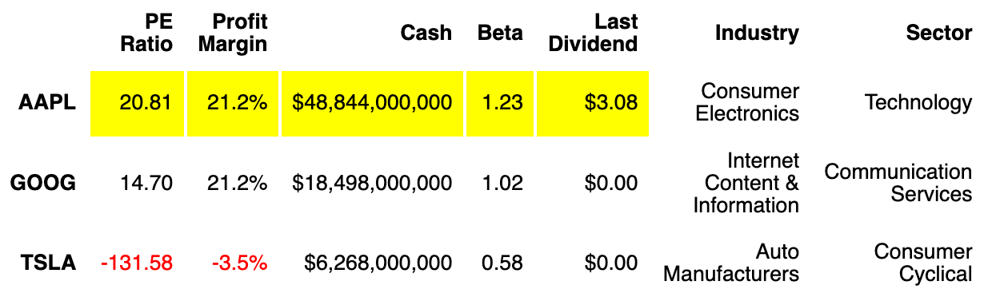 PE Ratio Profit Margin Cash Beta Last Dividend Industry Sector
AAPL 20.81 21.2% $48,844,000,000 1.23 $3.08 Consumer Electronics Technology
GOOG 14.70 21.2% $18,498,000,000 1.02 $0.00 Internet Content & Information Communication Services
TSLA -131.58 -3.5% $6,268,000,000 0.58 $0.00 Auto Manufacturers Consumer Cyclical